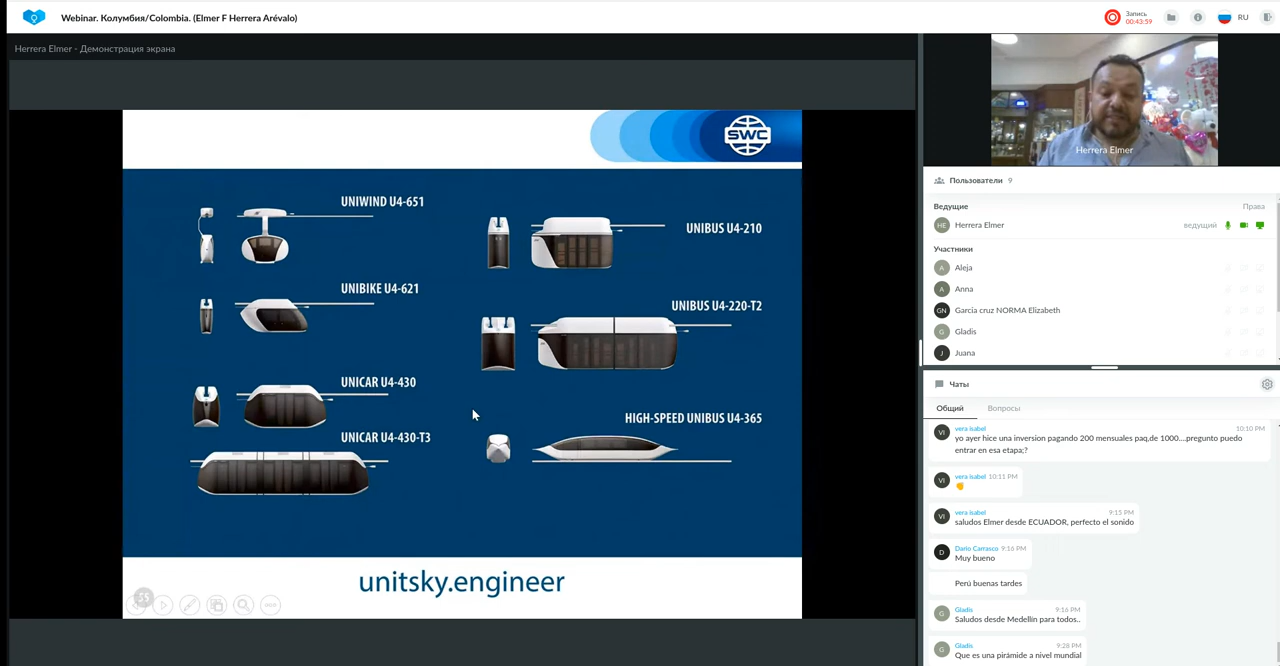 Webinar. Колумбия/Colombia. (Elmer F Herrera Arévalo)
Запись
00:43:59
RU
Herrera Elmer - Демонстрация экрана
SWC
UNIWIND U4-651
UNIBIKE U4-621
UNICAR U4-430
UNICAR U4-430-T3
UNIBUS U4-210
UNIBUS U4-220-T2
HIGH-SPEED UNIBUS U4-365
unitsky.engineer
Herrera Elmer
Пользователи 9
Ведущие Права
HE Herrera Elmer ведущий
Участники
A Aleja
A Anna
GN Garcia cruz NORMA Elizabeth
G Gladis
J Juana
Чаты
Общий Вопросы
VI vera isabel 10:10 PM
yo ayer hice una inversion pagando 200 mensuales paq,de 1000....pregunto puedo
entrar en esa etapa;?
VI vera isabel 10:11 PM
VI vera isabel 9:15 PM
saludos Elmer desde ECUADOR, perfecto el sonido
D Dario Carrasco 9:16 PM
Muy bueno
Perú buenas tardes
G Gladis 9:16 PM
Saludos desde Medellín para todos..
G Gladis 9:28 PM
Que es una pirámide a nivel mundial